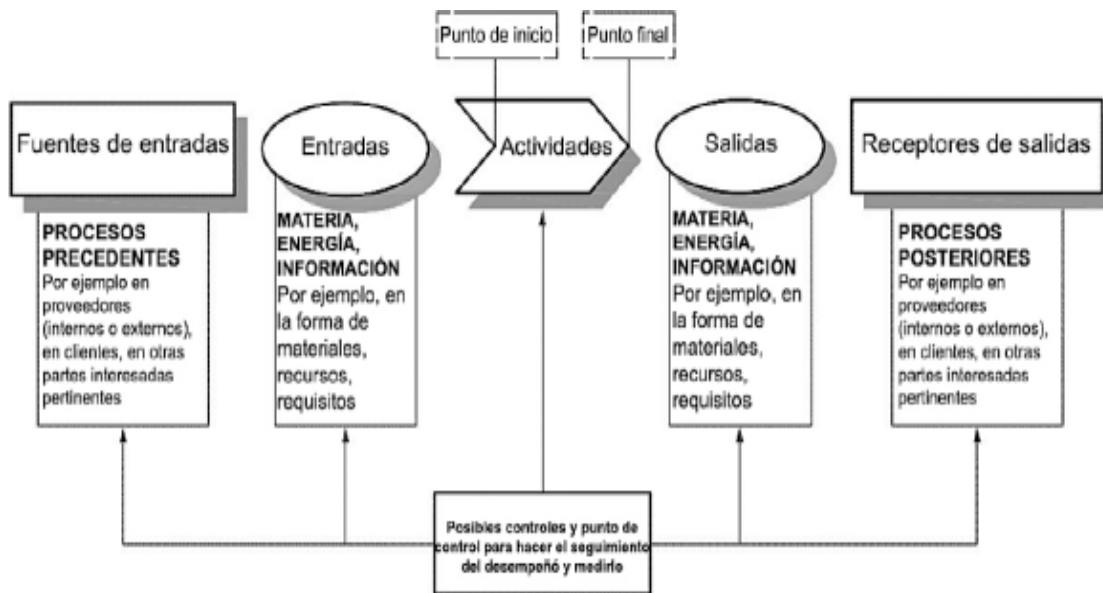 Punto de inicio
Punto final
Fuentes de entradas
Entradas
Actividades
Salidas
Receptores de salidas
PROCESOS
PRECEDENTES
Por ejemplo en
proveedores
(internos o externos),
en clientes, en otras
partes interesadas
pertinentes
MATERIA,
ENERGÍA,
INFORMACIÓN
Por ejemplo, en
la forma de
materiales,
recursos,
requisitos
MATERIA,
ENERGÍA,
INFORMACIÓN
Por ejemplo, en
la forma de
materiales,
recursos,
requisitos
PROCESOS
POSTERIORES
Por ejemplo en
proveedores
(internos o externos),
en clientes, en otras
partes interesadas
pertinentes
Posibles controles y punto de
control para hacer el seguimiento
del desempeñó y medirlo